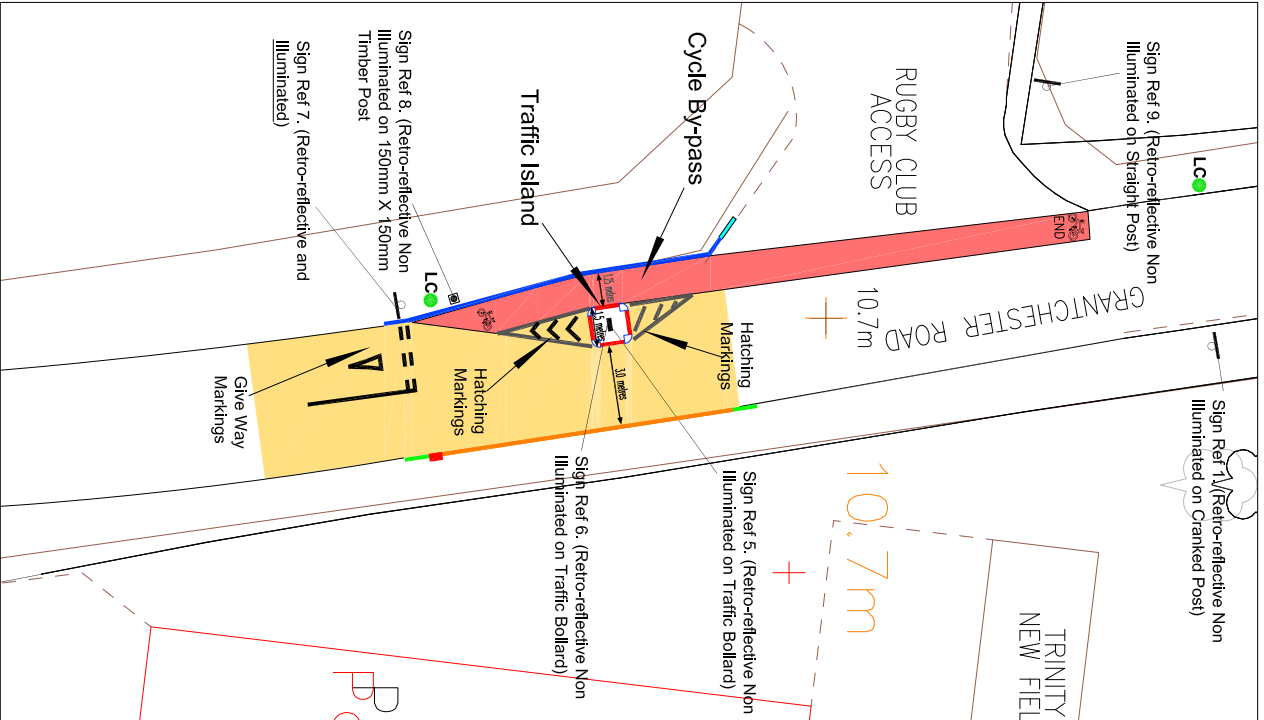 Sign Ref 9. (Retro-reflective Non
Illuminated on Straight Post)
LC
RUGBY CLUB
ACCESS
END
GRANTCHESTER ROAD
10.7m
Cycle By-pass
Traffic Island
Sign Ref 8. (Retro-reflective Non
Illuminated on 150mm X 150mm
Timber Post
Sign Ref 7. (Retro-reflective and
Illuminated)
LC
1.25 metres
1.5 metres
3.0 metres
Hatching
Markings
Hatching
Markings
Give Way
Markings
Sign Ref 1. (Retro-reflective Non
Illuminated on Cranked Post)
Sign Ref 5. (Retro-reflective Non
Illuminated on Traffic Bollard)
Sign Ref 6. (Retro-reflective Non
Illuminated on Traffic Bollard)
10.7m
TRINITY
NEW FIEL
P